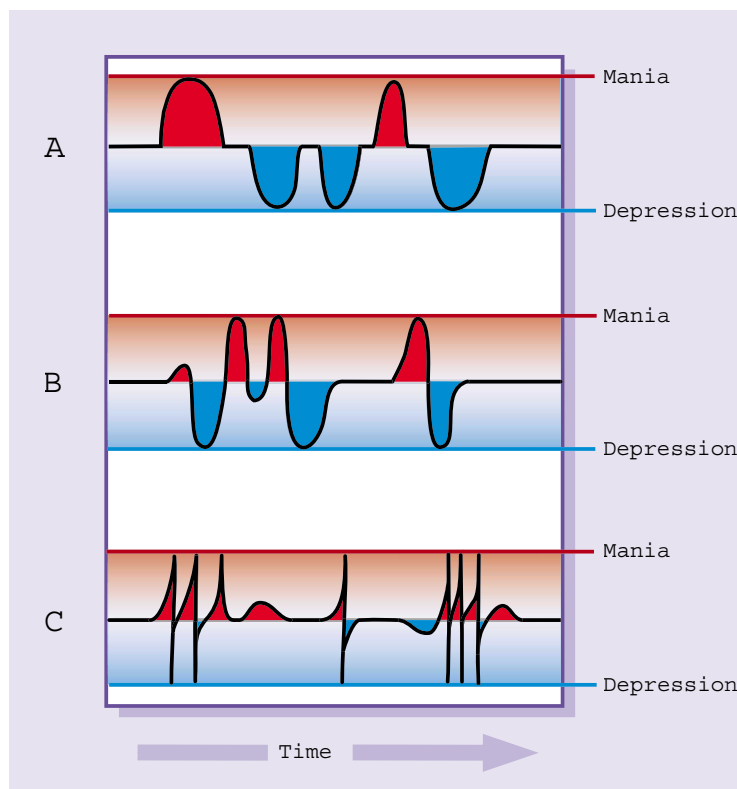 Mania
A
Depression
Mania
B
Depression
Mania
C
Depression
Time